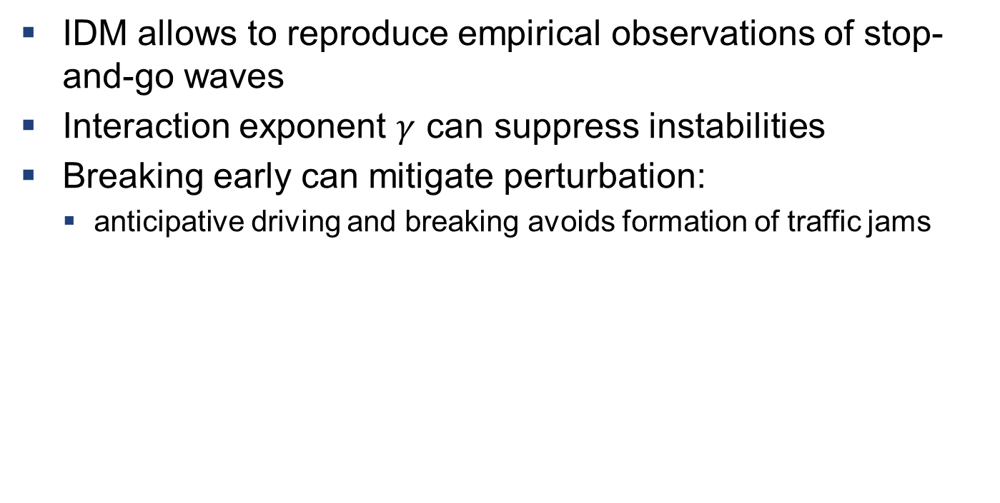 ▪ IDM allows to reproduce empirical observations of stop-
and-go waves
▪ Interaction exponent γ can suppress instabilities
▪ Breaking early can mitigate perturbation:
▪ anticipative driving and breaking avoids formation of traffic jams